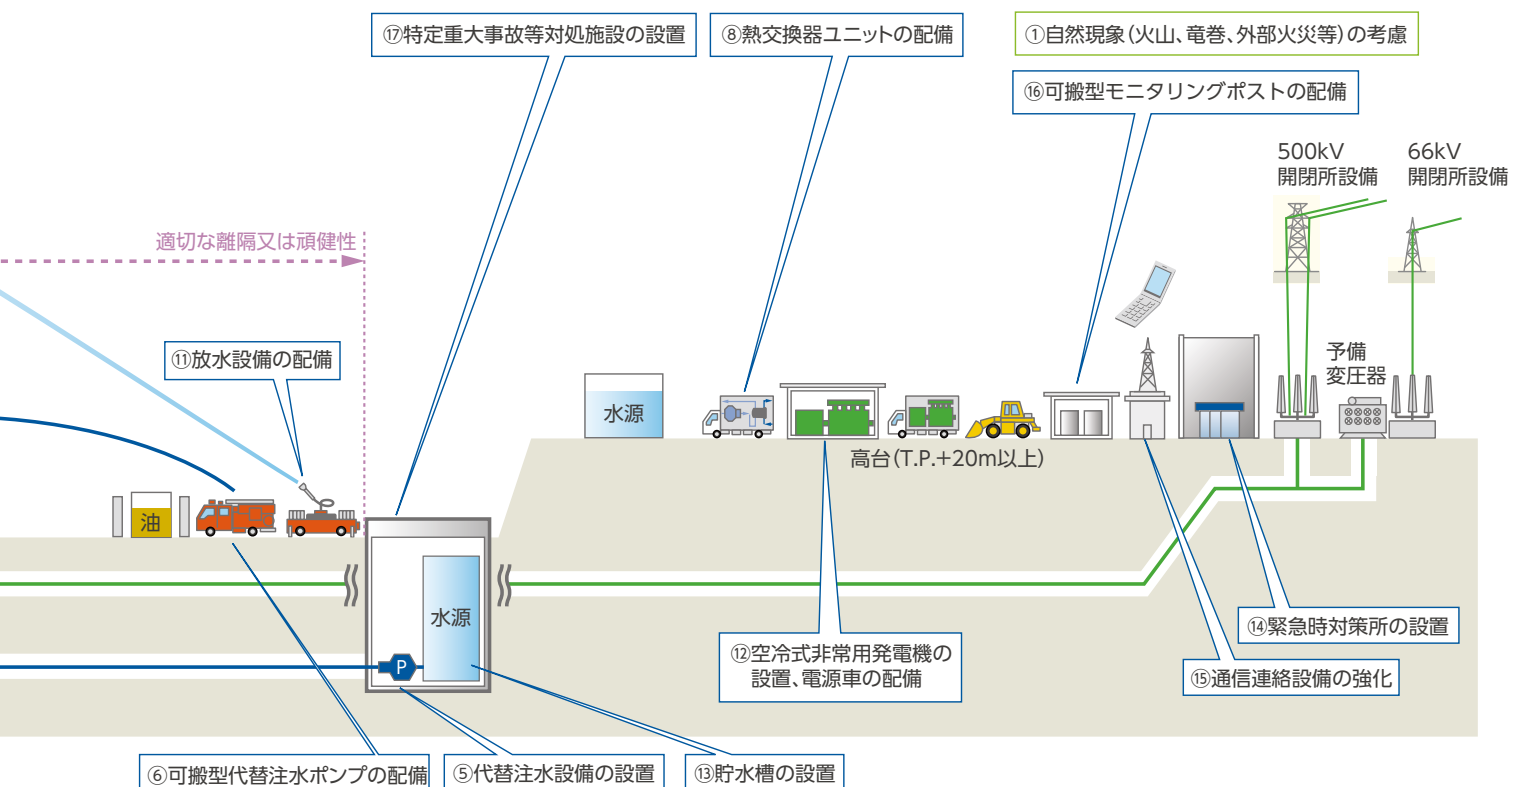 ⑰特定重大事故等対処施設の設置
⑧熱交換器ユニットの配備
①自然現象(火山、竜巻、外部火災等)の考慮
⑯可搬型モニタリングポストの配備
500kV
開閉所設備
66kV
開閉所設備
適切な離隔又は頑健性
⑪放水設備の配備
予備
変圧器
水源
高台(T.P.+20m以上)
油
水源
P
⑫空冷式非常用発電機の
設置、電源車の配備
⑭緊急時対策所の設置
⑮通信連絡設備の強化
⑥可搬型代替注水ポンプの配備
⑤代替注水設備の設置
⑬貯水槽の設置